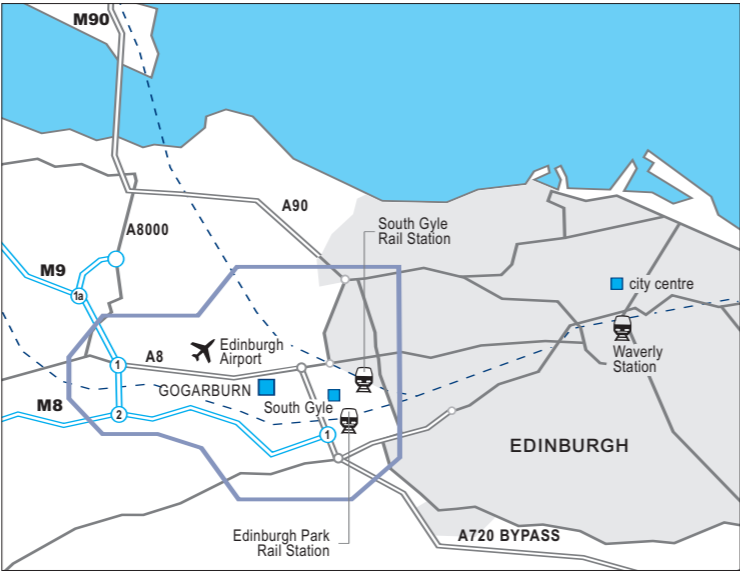 M90
A90
South Gyle
Rail Station
A8000
M9
1a
city centre
Edinburgh
Airport
A8
1
Waverly
Station
GOGARBURN
South Gyle
M8
2
1
EDINBURGH
Edinburgh Park
Rail Station
A720 BYPASS